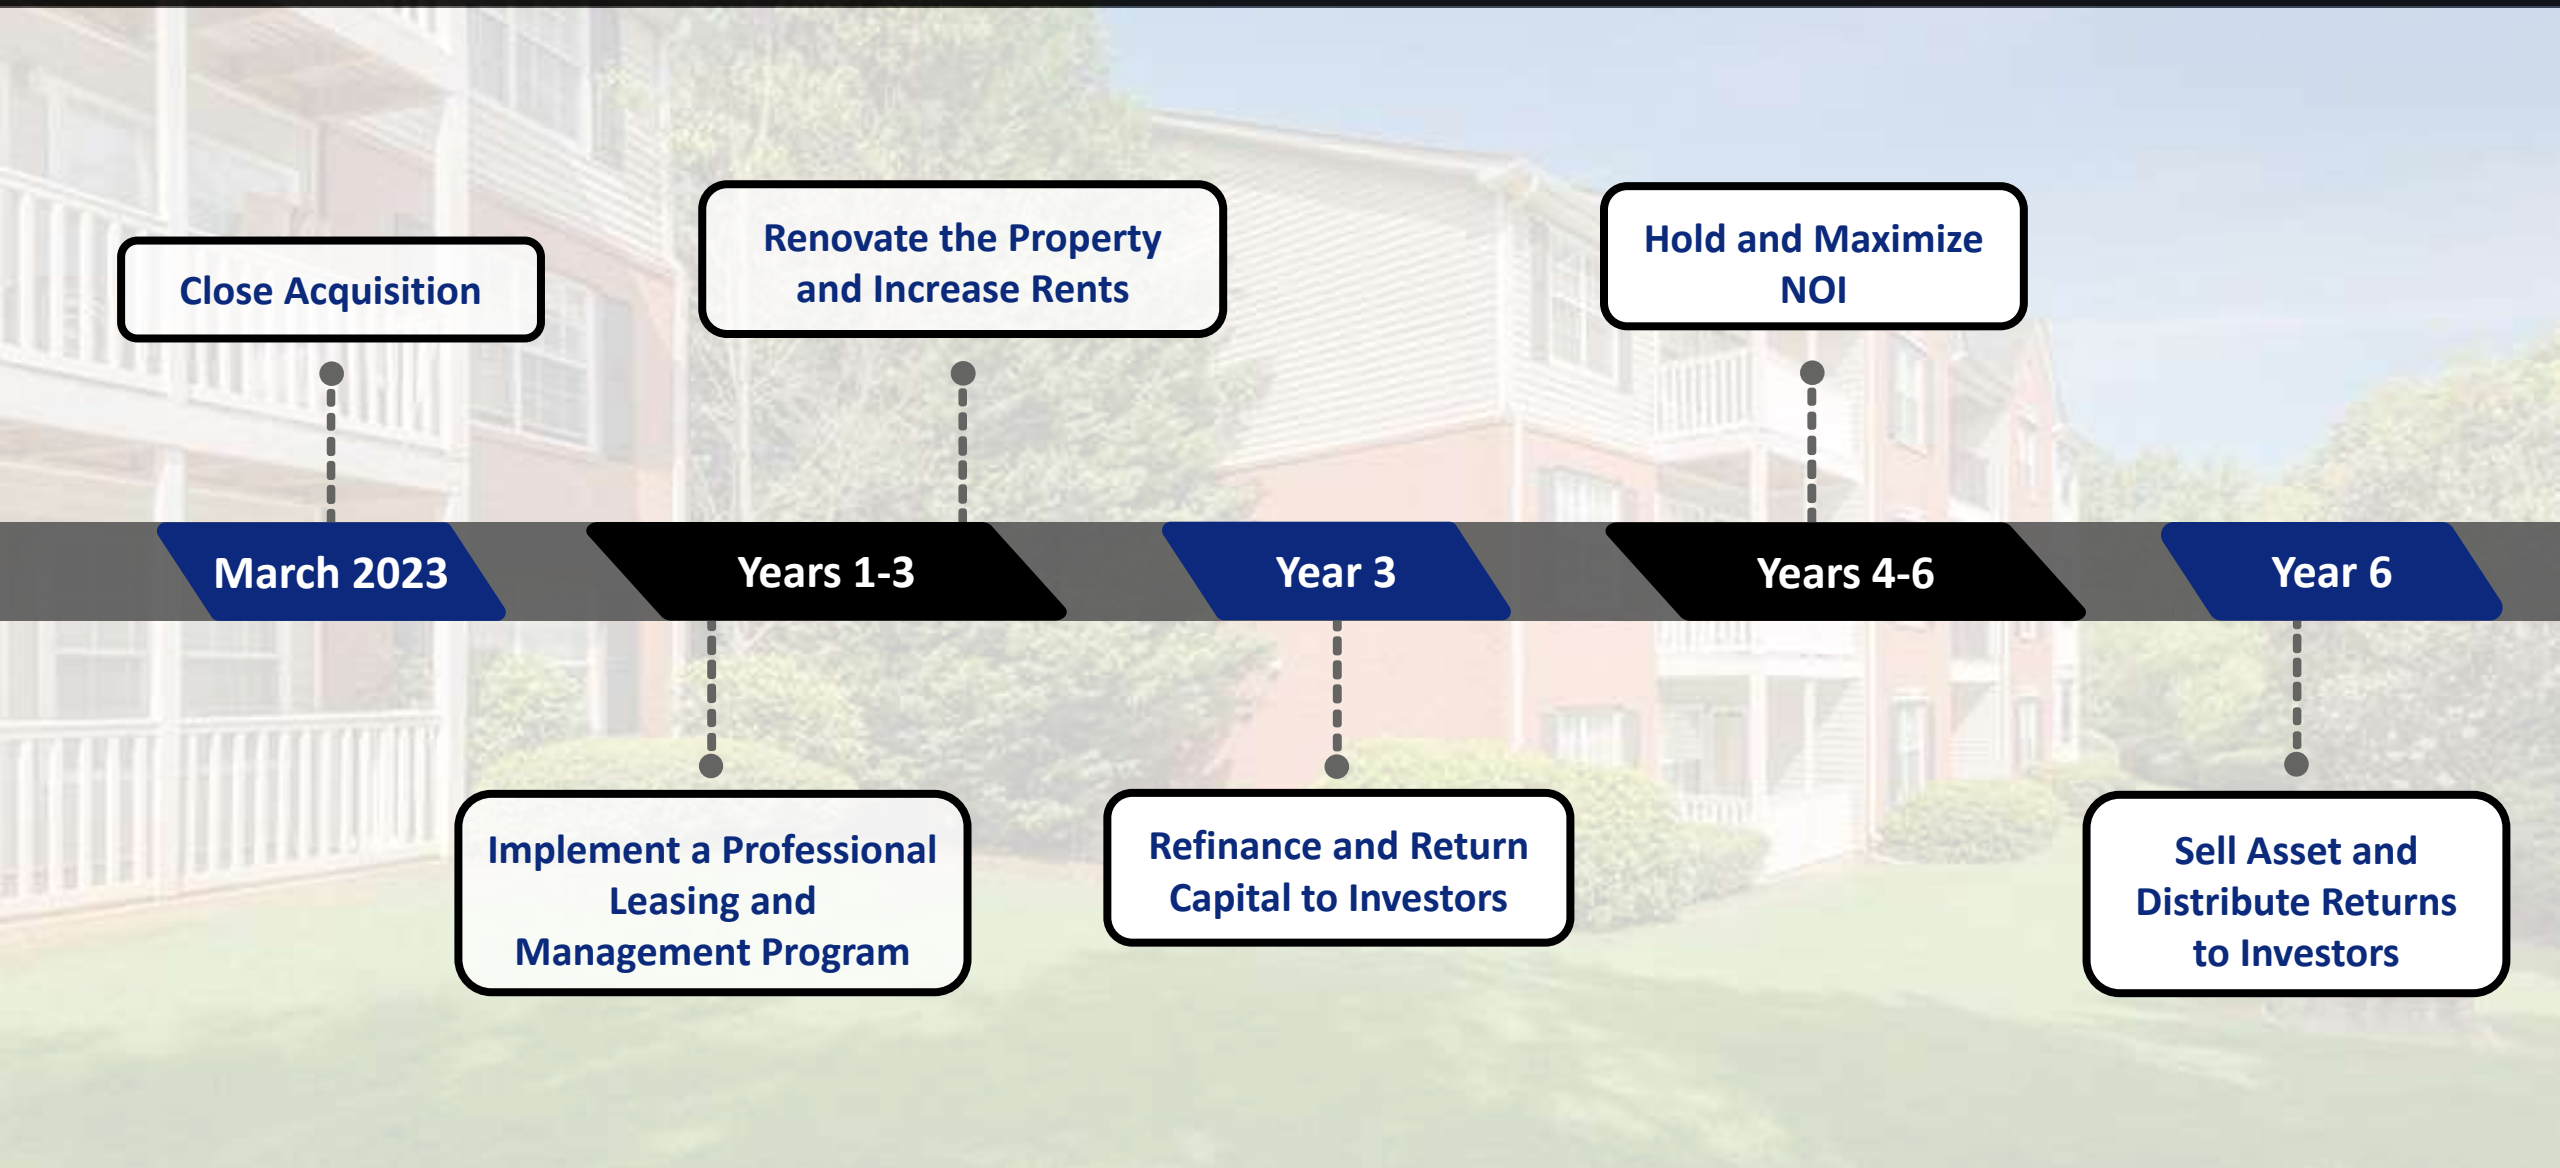 Close Acquisition
Renovate the Property
and Increase Rents
Hold and Maximize
NOI
March 2023
Years 1-3
Year 3
Years 4-6
Year 6
Implement a Professional
Leasing and
Management Program
Refinance and Return
Capital to Investors
Sell Asset and
Distribute Returns
to Investors